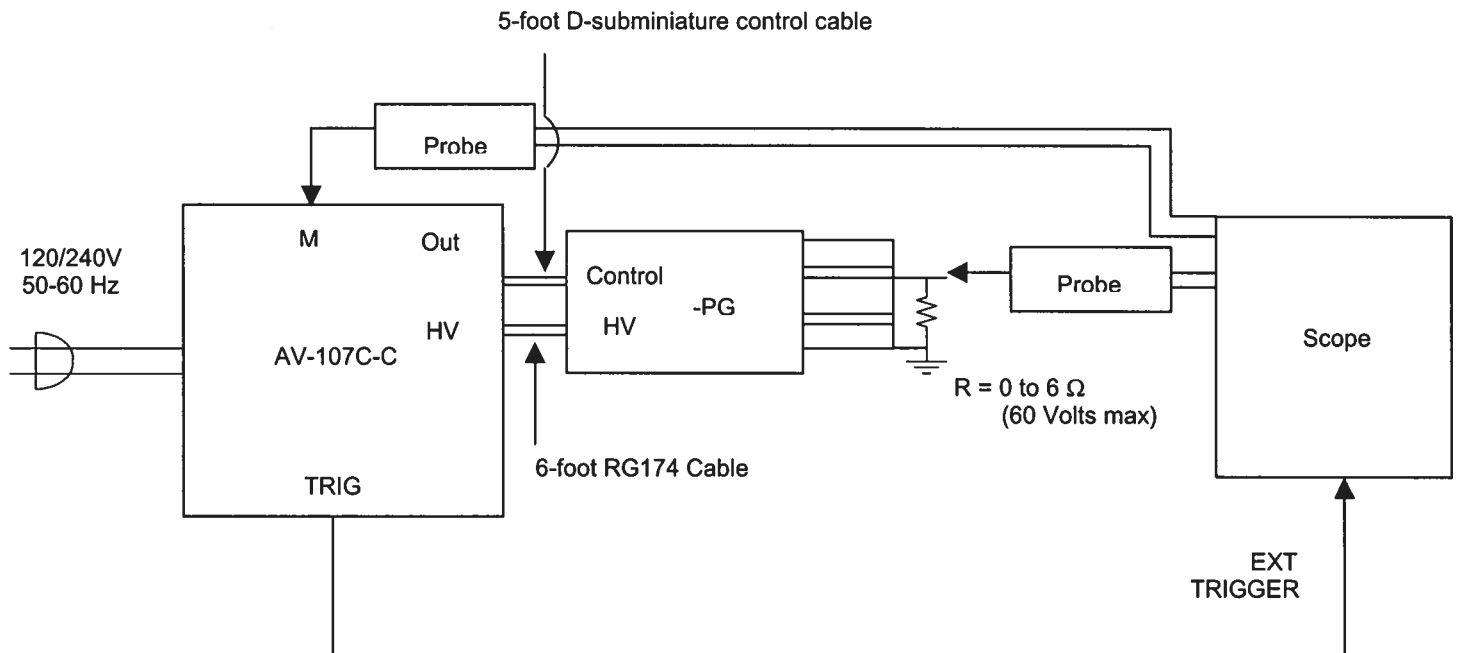 5-foot D-subminiature control cable
Probe
M
Out
120/240V
50-60 Hz
Control
-PG
Probe
HV
HV
AV-107C-C
Scope
R = 0 to 6 Ω
(60 Volts max)
6-foot RG174 Cable
TRIG
EXT
TRIGGER